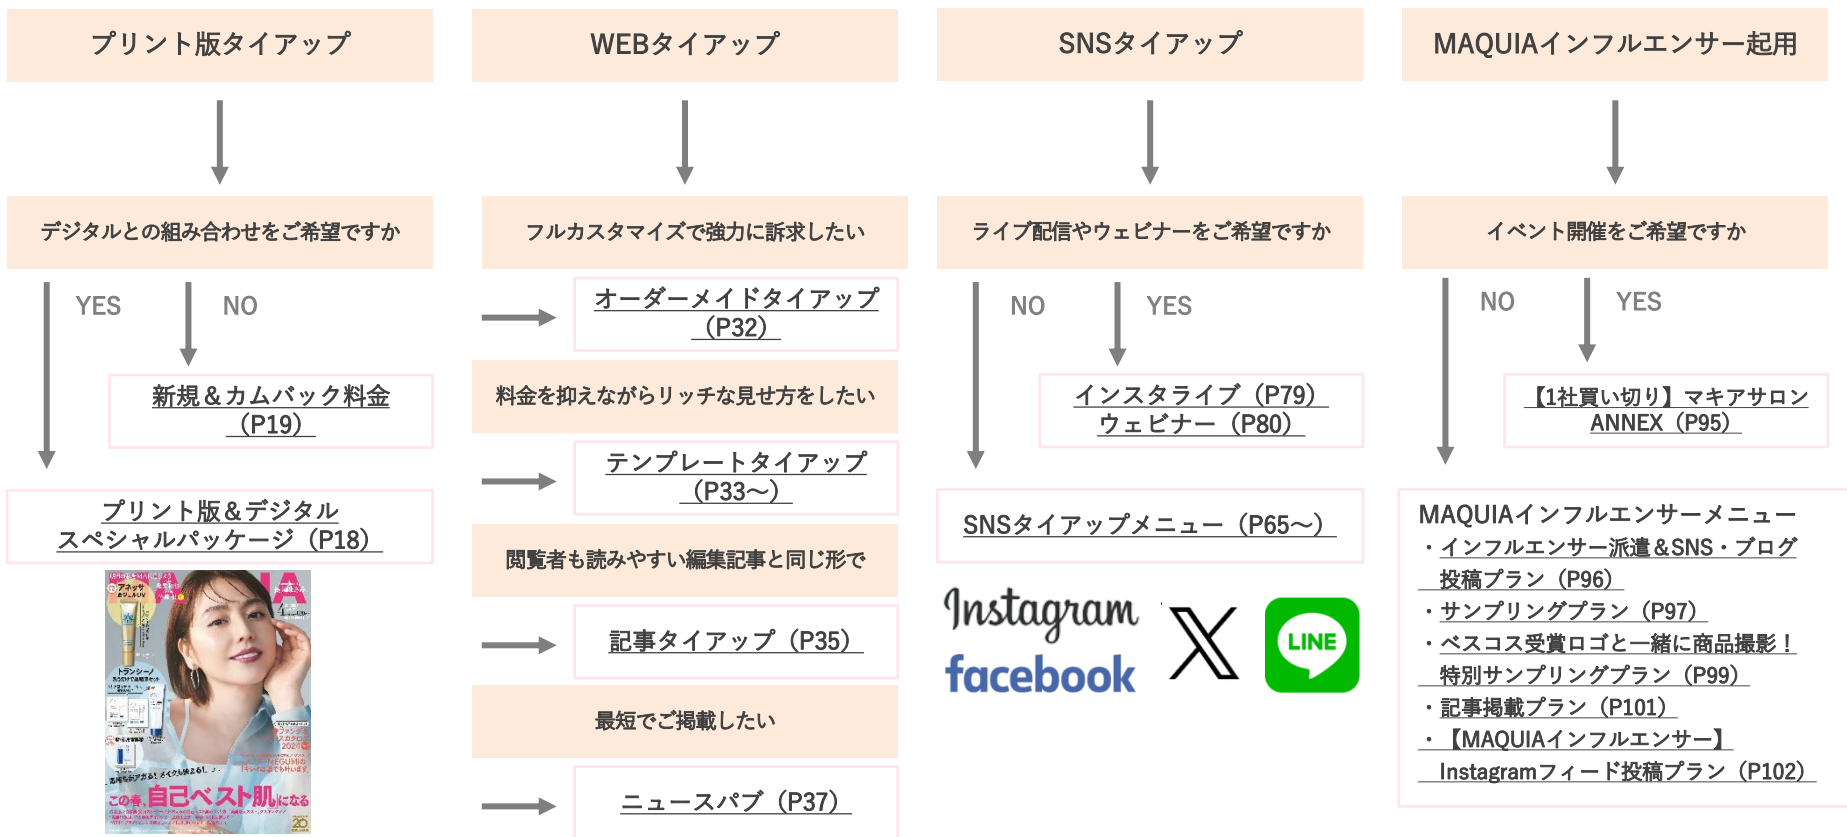 プリント版タイアップ
デジタルとの組み合わせをご希望ですか
YES
NO
新規＆カムバック料金
（P19）
プリント版＆デジタル
スペシャルパッケージ（P18）
アネッサ
トランシーノ
2024
MEGUMIの
この春、自己ベスト肌になる
WEBタイアップ
フルカスタマイズで強力に訴求したい
オーダーメイドタイアップ
（P32）
料金を抑えながらリッチな見せ方をしたい
テンプレートタイアップ
（P33〜）
閲覧者も読みやすい編集記事と同じ形で
記事タイアップ（P35）
最短でご掲載したい
ニュースパブ（P37）
SNSタイアップ
ライブ配信やウェビナーをご希望ですか
NO
YES
インスタライブ（P79）
ウェビナー（P80）
SNSタイアップメニュー（P65〜）
Instagram
facebook
X
LINE
MAQUIAインフルエンサー起用
イベント開催をご希望ですか
NO
YES
【1社買い切り】マキアサロン
ANNEX（P95）
MAQUIAインフルエンサーメニュー
・インフルエンサー派遣＆SNS・ブログ
投稿プラン（P96）
・サンプリングプラン（P97）
・ベスコス受賞ロゴと一緒に商品撮影！
特別サンプリングプラン（P99）
・記事掲載プラン（P101）
・【MAQUIAインフルエンサー】
Instagramフィード投稿プラン（P102）